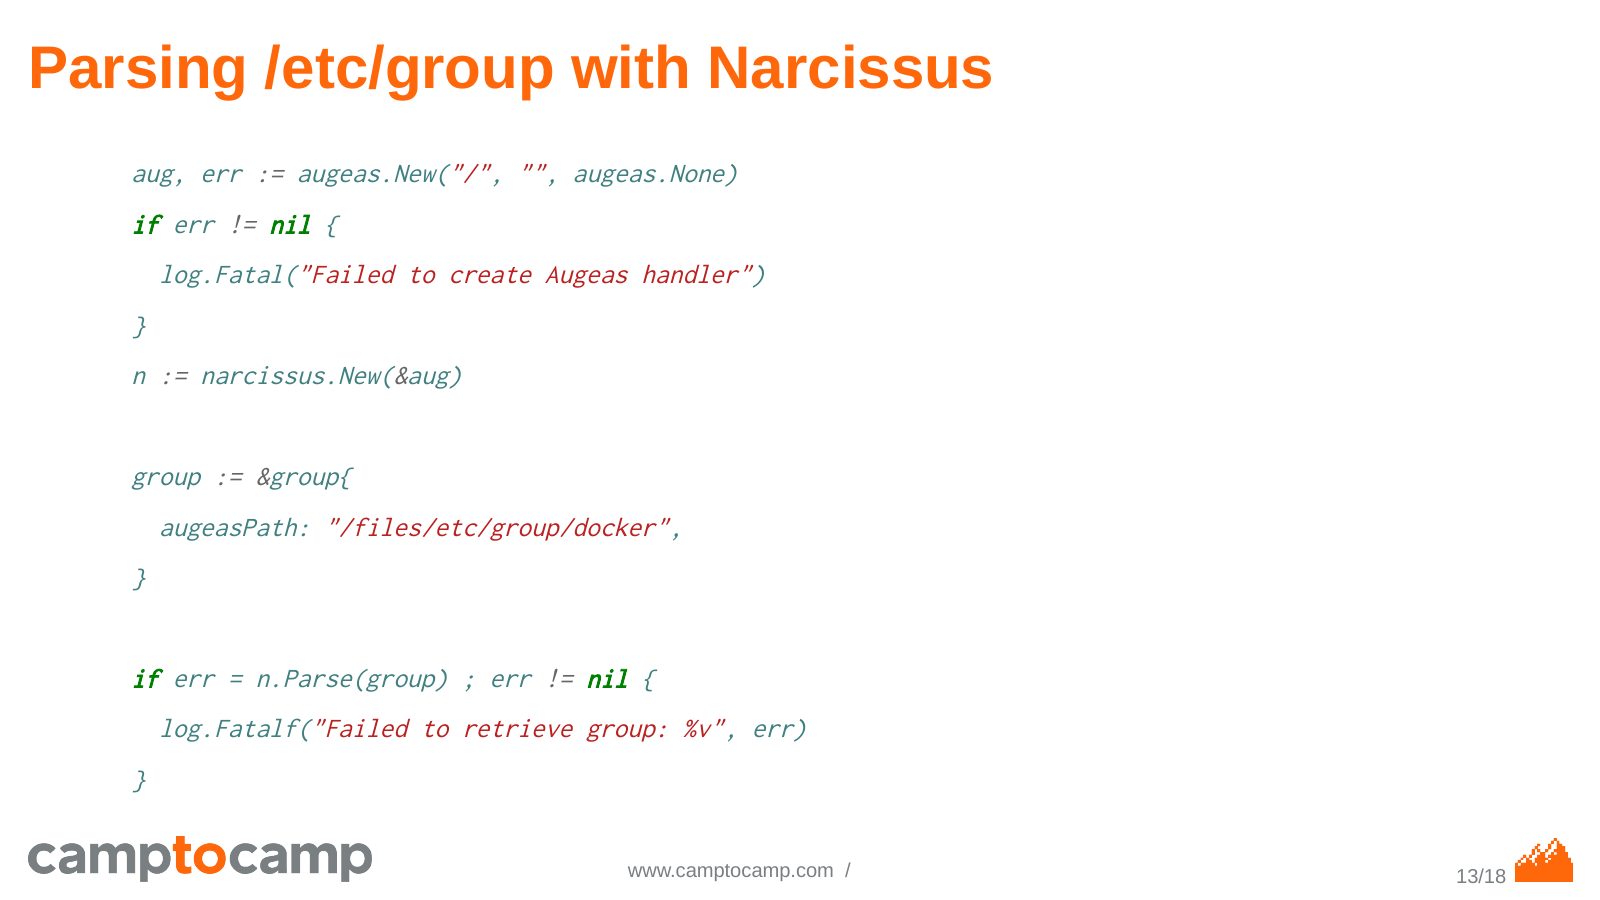 Parsing /etc/group with Narcissus
aug, err := augeas.New("/", "", augeas.None)
if err != nil {
  log.Fatal("Failed to create Augeas handler")
}
n := narcissus.New(&aug)
group := &group{
  augeasPath: "/files/etc/group/docker",
}
if err = n.Parse(group) ; err != nil {
  log.Fatalf("Failed to retrieve group: %v", err)
}
camptocamp
www.camptocamp.com /
13/18